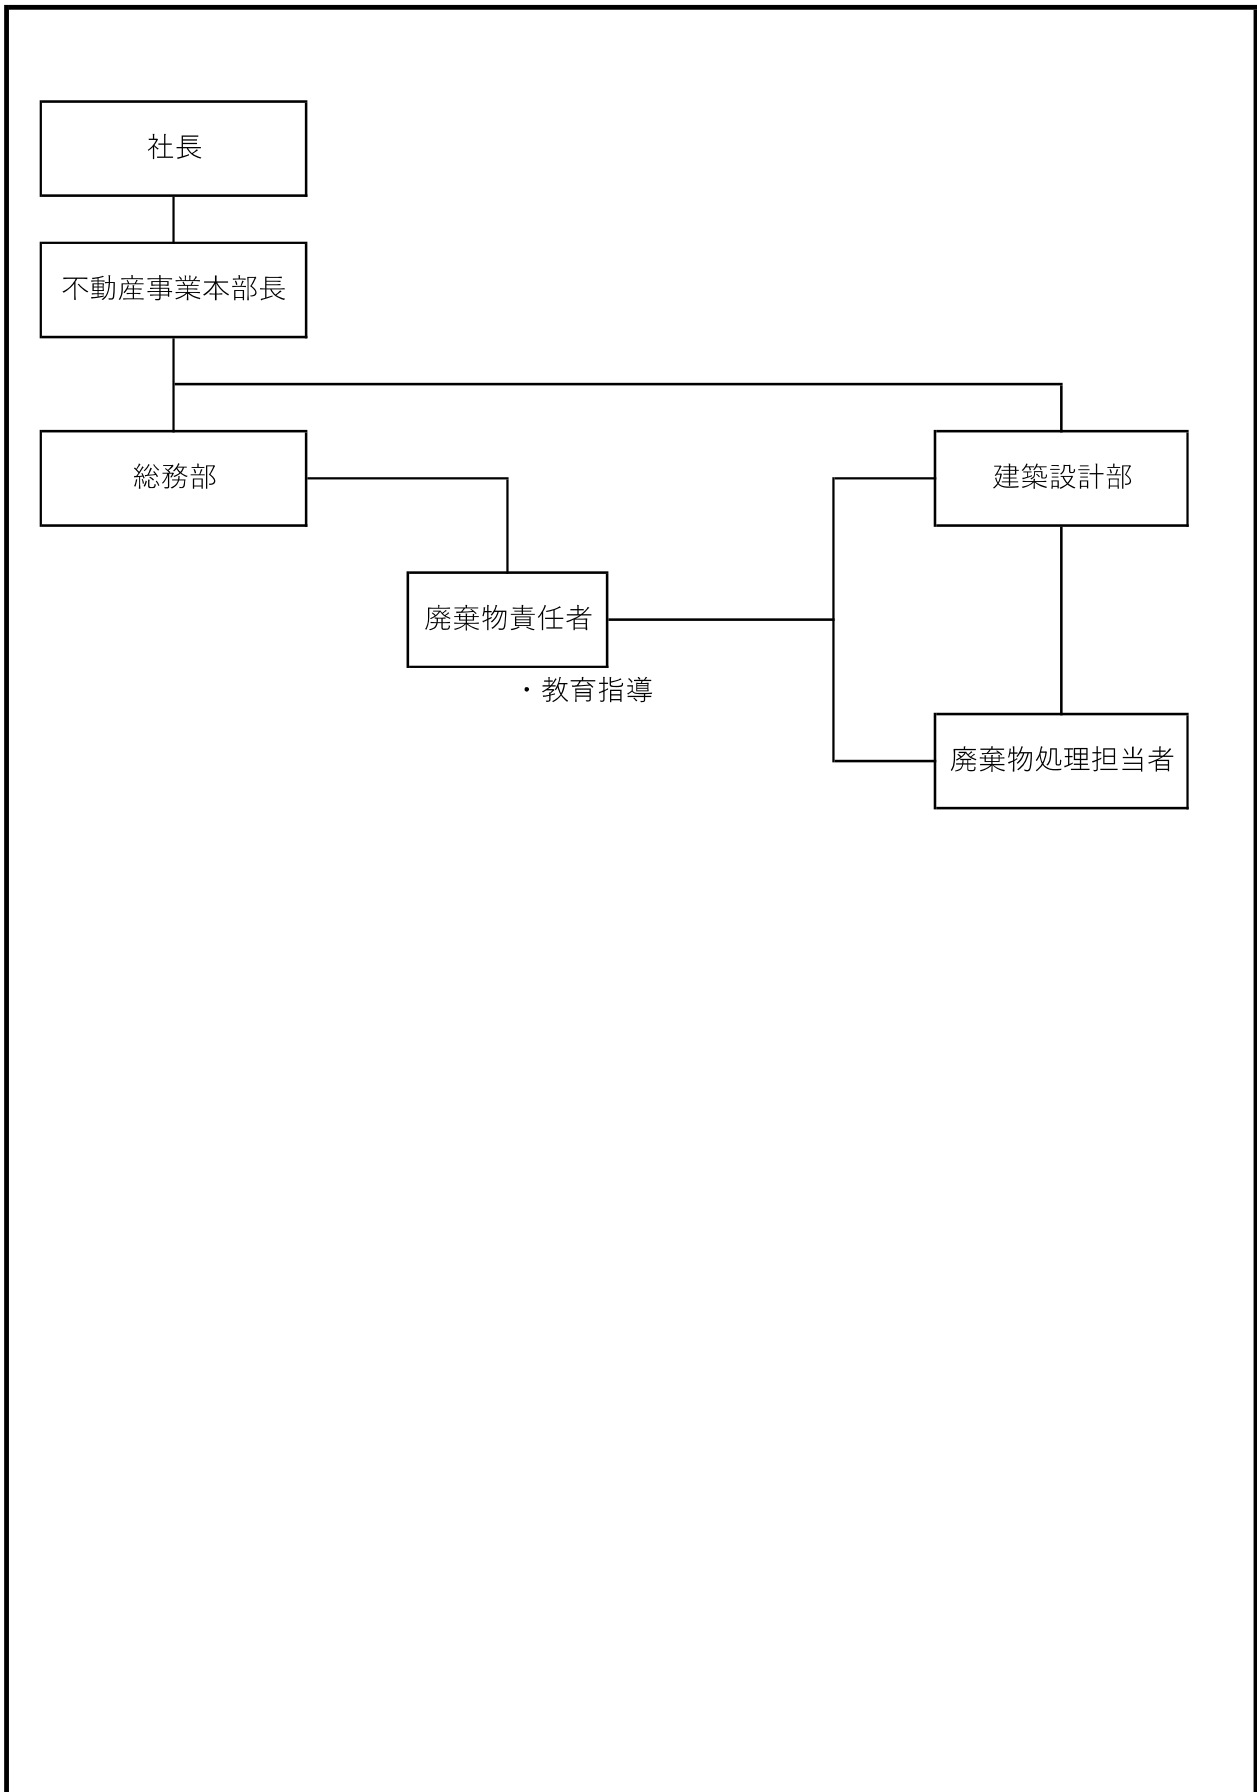 社長
不動産事業本部長
総務部
建築設計部
廃棄物責任者
・教育指導
廃棄物処理担当者